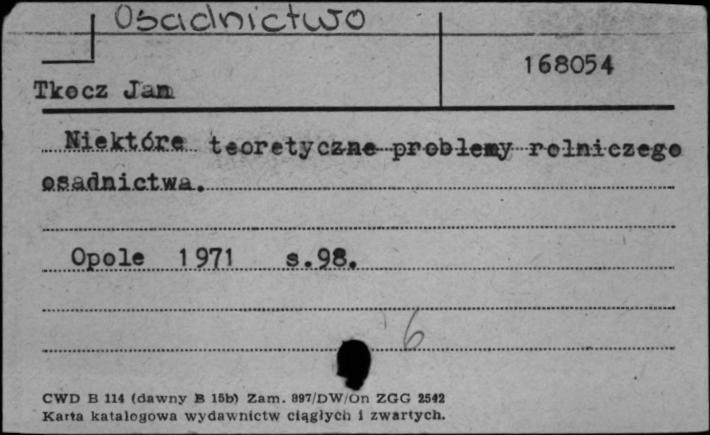 Osadnictwo
168054
Tkocz Jan
Niektóre teoretyczne problemy rolniczego
osadnictwa.
Opole 1971 s.98.
6
CWD B 114 (dawny B 15b) Zam. 897/DW/On ZGG 2542
Karta katalogowa wydawnictw ciągłych i zwartych.